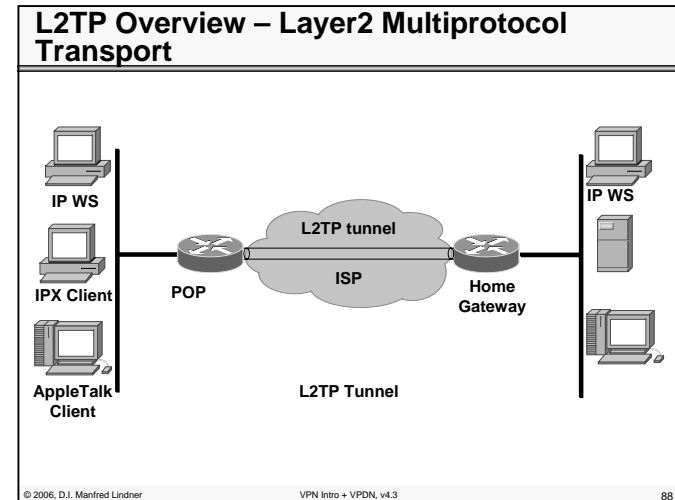 L2TP Overview – Layer2 Multiprotocol
Transport
IP WS
IP WS
L2TP tunnel
ISP
IPX Client
POP
Home
Gateway
AppleTalk
Client
L2TP Tunnel
© 2006, D.I. Manfred Lindner
VPN Intro + VPDN, v4.3
88